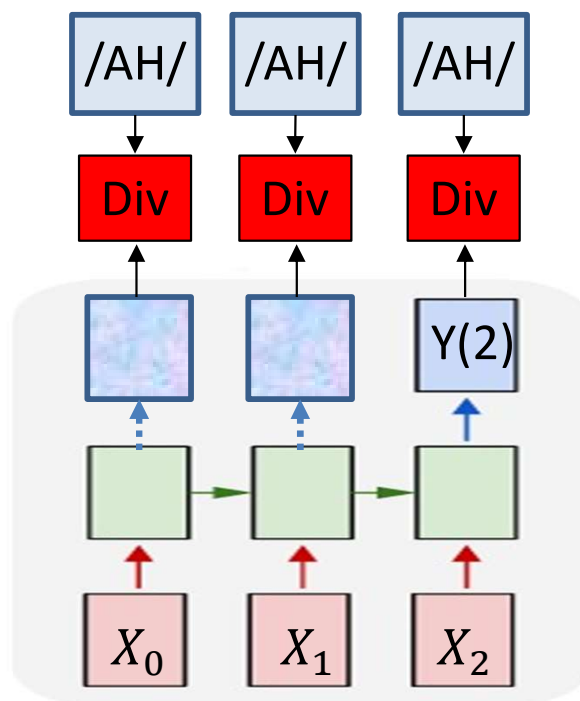 /AH/ /AH/ /AH/
Div Div Div
Y(2)
X₀ X₁ X₂